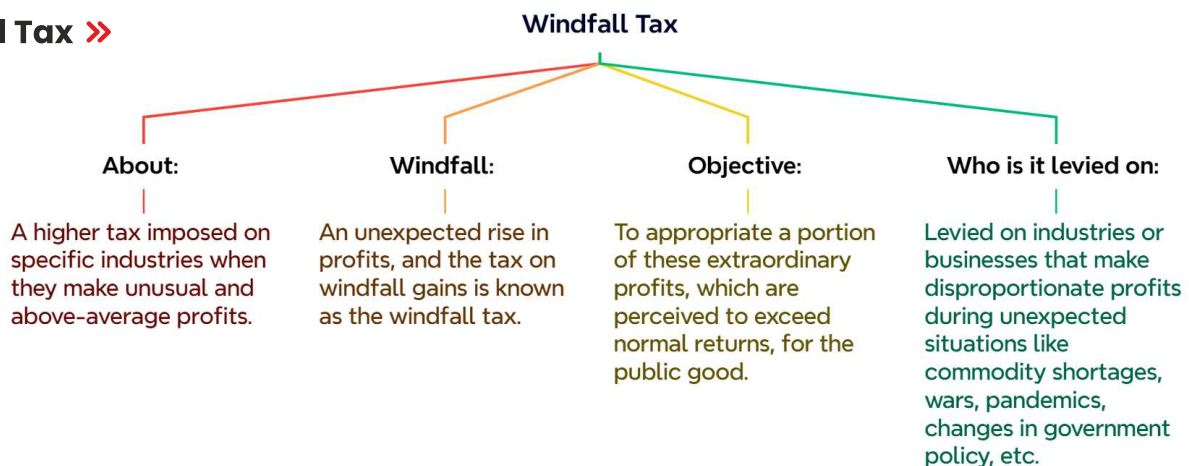 Tax
Windfall Tax
About:
A higher tax imposed on
specific industries when
they make unusual and
above-average profits.
Windfall:
An unexpected rise in
profits, and the tax on
windfall gains is known
as the windfall tax.
Objective:
To appropriate a portion
of these extraordinary
profits, which are
perceived to exceed
normal returns, for the
public good.
Who is it levied on:
Levied on industries or
businesses that make
disproportionate profits
during unexpected
situations like
commodity shortages,
wars, pandemics,
changes in government
policy, etc.